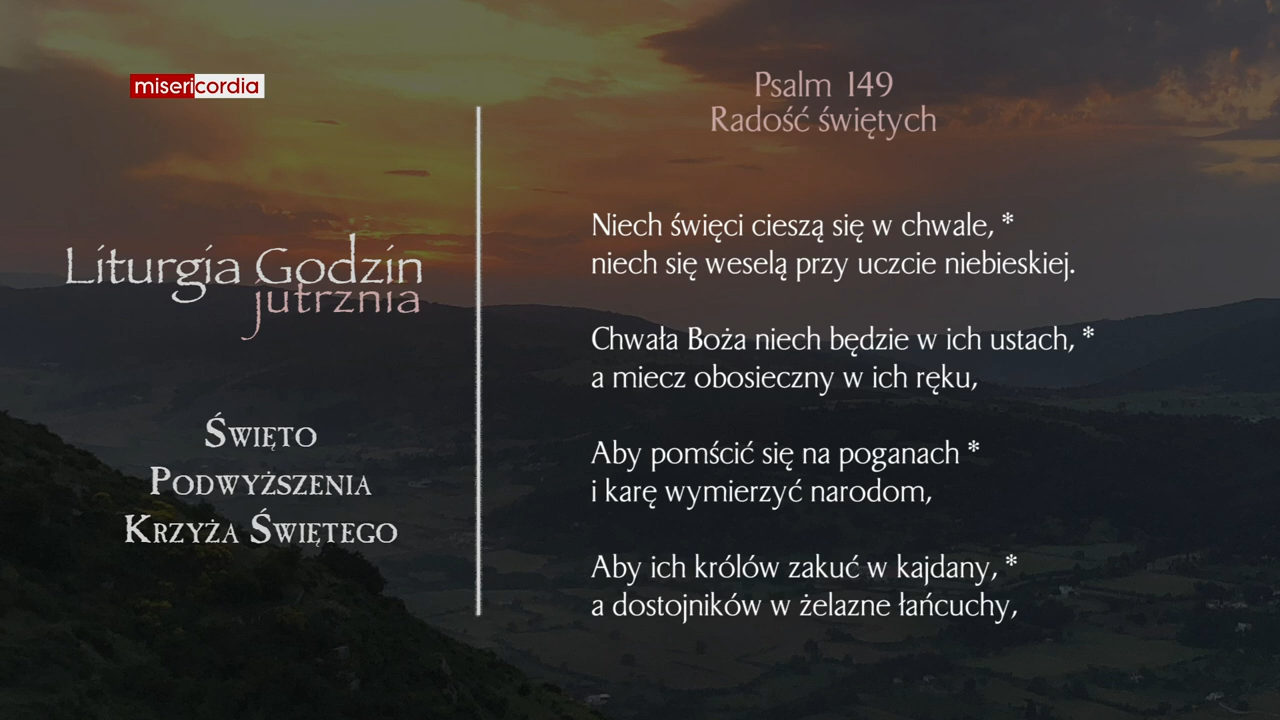 misericordia
Liturgia Godzin
jutrznia
Święto
Podwyższenia
Krzyża Świętego
Psalm 149
Radość świętych
Niech święci cieszą się w chwale, *
niech się weselą przy uczcie niebieskiej.
Chwała Boża niech będzie w ich ustach, *
a miecz obosieczny w ich ręku,
Aby pomścić się na poganach *
i karę wymierzyć narodom,
Aby ich królów zakuć w kajdany, *
a dostojników w żelazne łańcuchy,